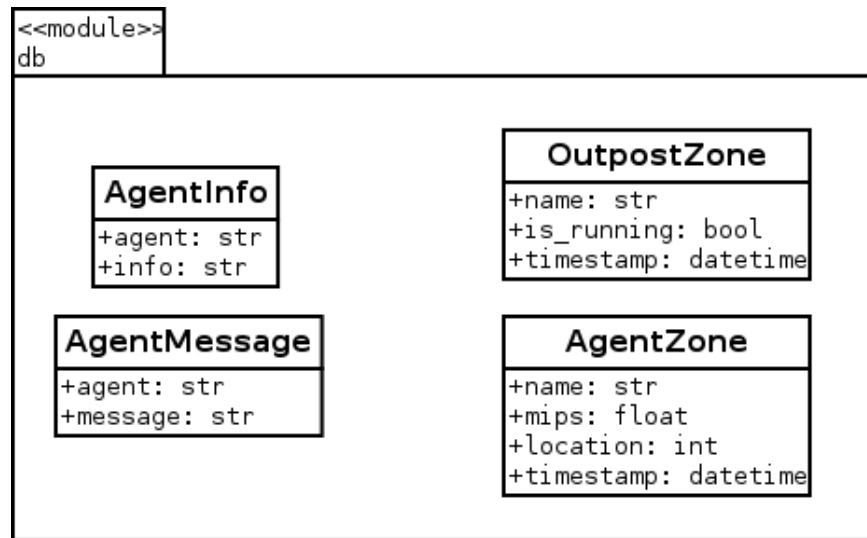 <<module>>
db
AgentInfo
+agent: str
+info: str
AgentMessage
+agent: str
+message: str
OutpostZone
+name: str
+is_running: bool
+timestamp: datetime
AgentZone
+name: str
+mips: float
+location: int
+timestamp: datetime